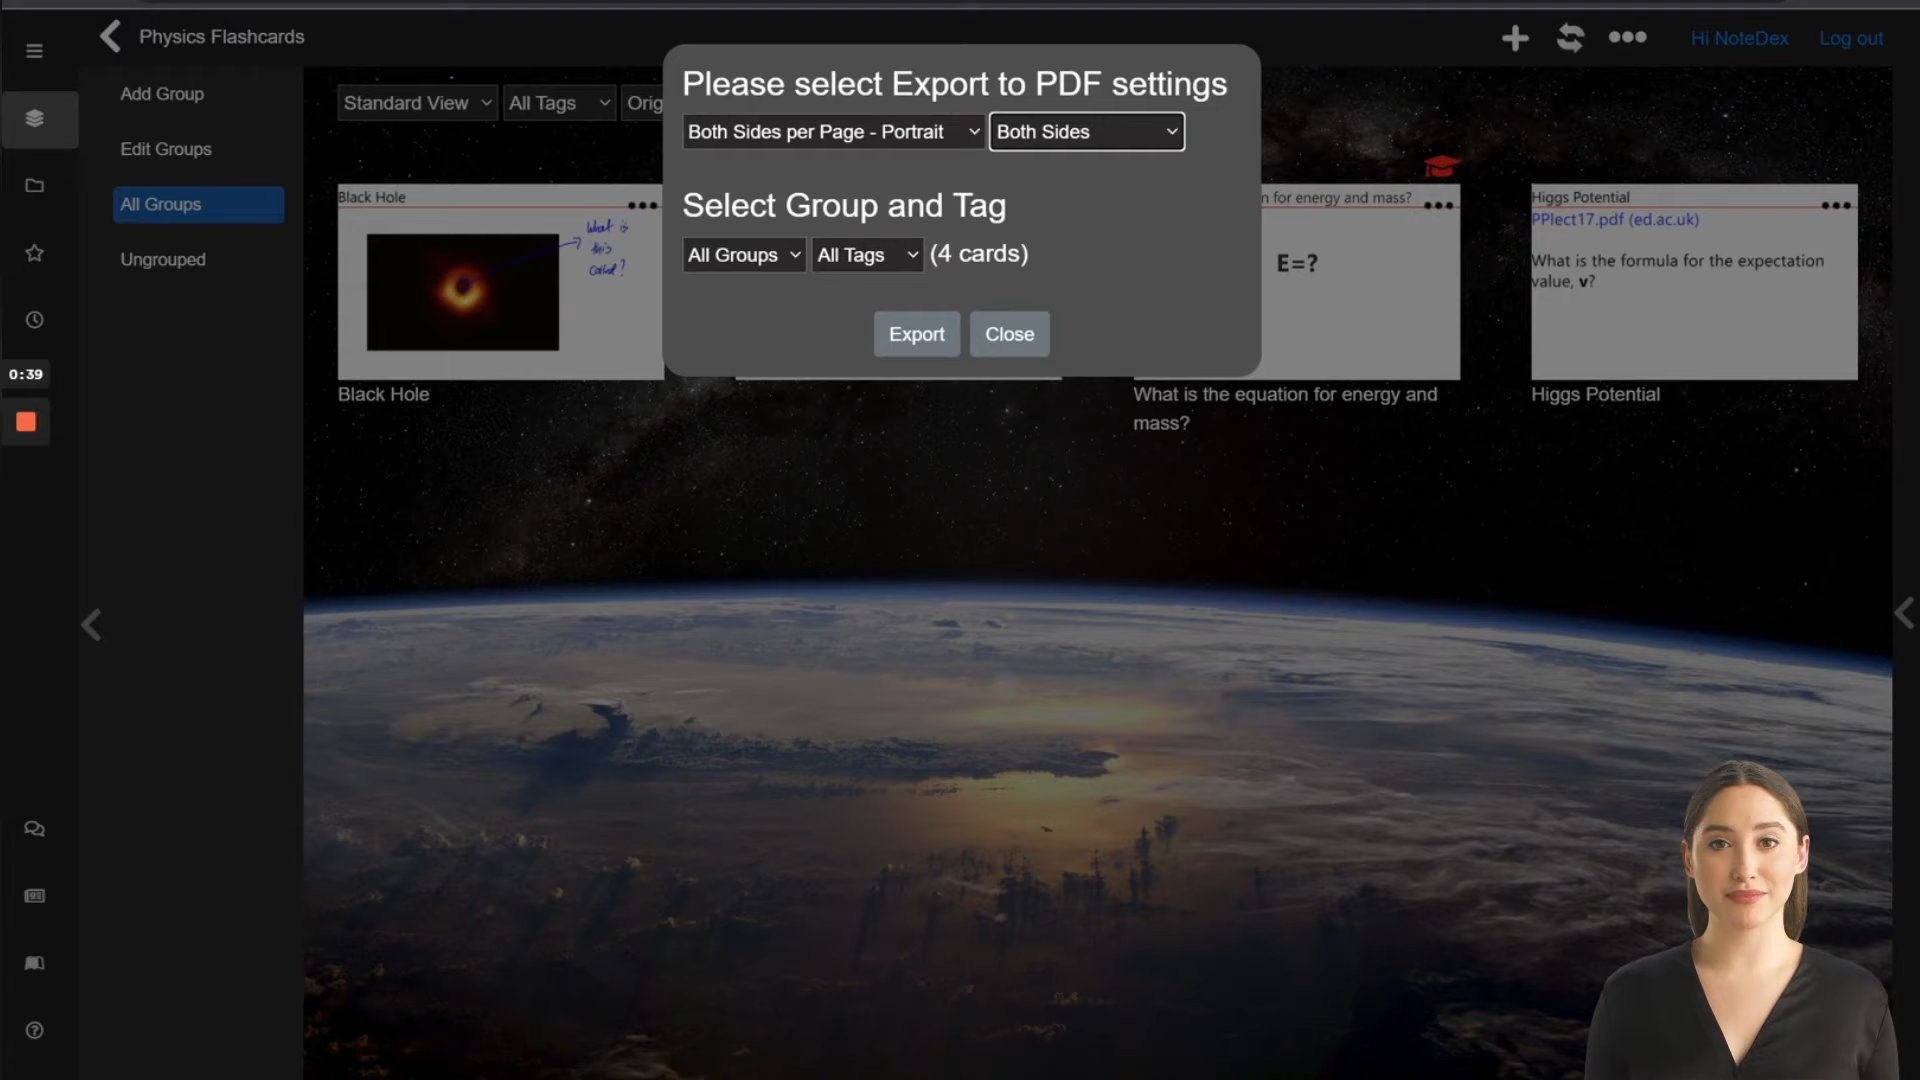 Physics Flashcards
Hi NoteDex
Log out
Add Group
Edit Groups
All Groups
Ungrouped
0:39
Standard View
All Tags
Orig
Please select Export to PDF settings
Both Sides per Page - Portrait
Both Sides
Select Group and Tag
All Groups
All Tags
(4 cards)
Export
Close
Black Hole
What is
this
called?
Black Hole
n for energy and mass?
E=?
What is the equation for energy and
mass?
Higgs Potential
PPlect17.pdf (ed.ac.uk)
What is the formula for the expectation
value, v?
Higgs Potential